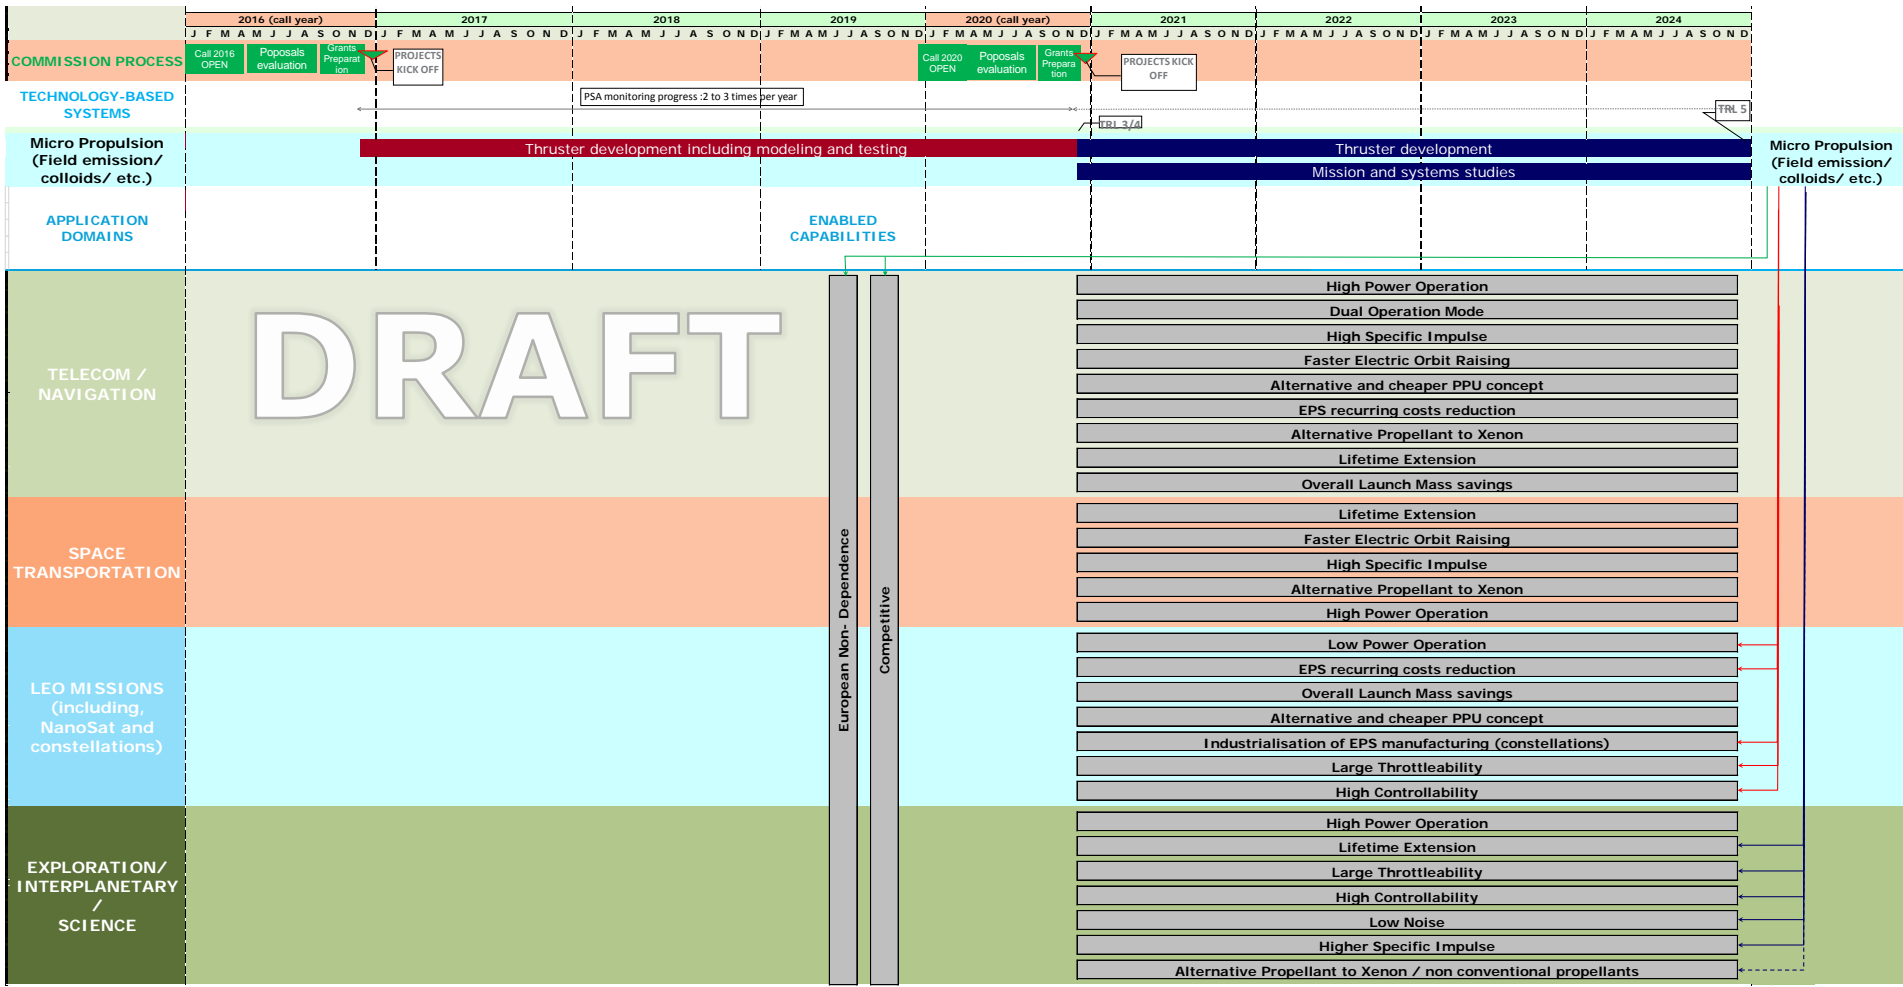 2016 (call year) 2017 2018 2019 2020 (call year) 2021 2022 2023 2024
J F M A M J J A S O N D J F M A M J J A S O N D J F M A M J J A S O N D J F M A M J J A S O N D J F M A M J J A S O N D J F M A M J J A S O N D J F M A M J J A S O N D J F M A M J J A S O N D J F M A M J J A S O N D
COMMISSION PROCESS
Call 2016
OPEN
Poposals
evaluation
Grants
Preparat
ion
PROJECTS
KICK OFF
Call 2020
OPEN
Poposals
evaluation
Grants
Prepara
tion
PROJECTS KICK
OFF
TECHNOLOGY-BASED
SYSTEMS
PSA monitoring progress :2 to 3 times per year
TRL 3/4
TRL 5
Micro Propulsion
(Field emission/
colloids/ etc.)
Thruster development including modeling and testing
Thruster development
Mission and systems studies
Micro Propulsion
(Field emission/
colloids/ etc.)
APPLICATION
DOMAINS
ENABLED
CAPABILITIES
DRAFT
European Non- Dependence
Competitive
TELECOM /
NAVIGATION
High Power Operation
Dual Operation Mode
High Specific Impulse
Faster Electric Orbit Raising
Alternative and cheaper PPU concept
EPS recurring costs reduction
Alternative Propellant to Xenon
Lifetime Extension
Overall Launch Mass savings
SPACE
TRANSPORTATION
Lifetime Extension
Faster Electric Orbit Raising
High Specific Impulse
Alternative Propellant to Xenon
High Power Operation
LEO MISSIONS
(including,
NanoSat and
constellations)
Low Power Operation
EPS recurring costs reduction
Overall Launch Mass savings
Alternative and cheaper PPU concept
Industrialisation of EPS manufacturing (constellations)
Large Throttleability
High Controllability
EXPLORATION/
INTERPLANETARY
/
SCIENCE
High Power Operation
Lifetime Extension
Large Throttleability
High Controllability
Low Noise
Higher Specific Impulse
Alternative Propellant to Xenon / non conventional propellants